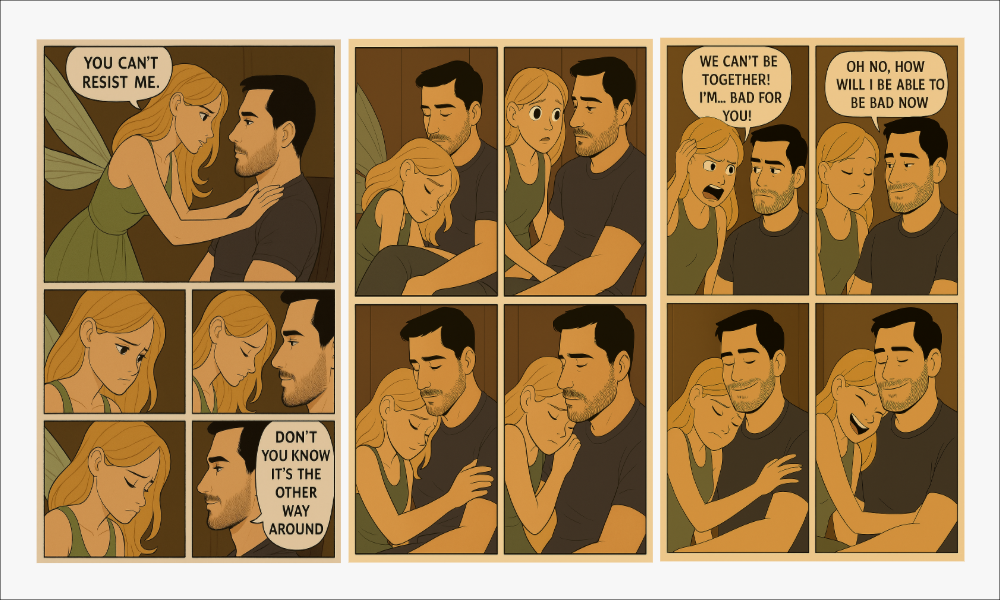 YOU CAN'T
RESIST ME.
DON'T
YOU KNOW
IT'S THE
OTHER
WAY
AROUND
WE CAN'T BE
TOGETHER!
I'M... BAD FOR
YOU!
OH NO, HOW
WILL I BE ABLE TO
BE BAD NOW